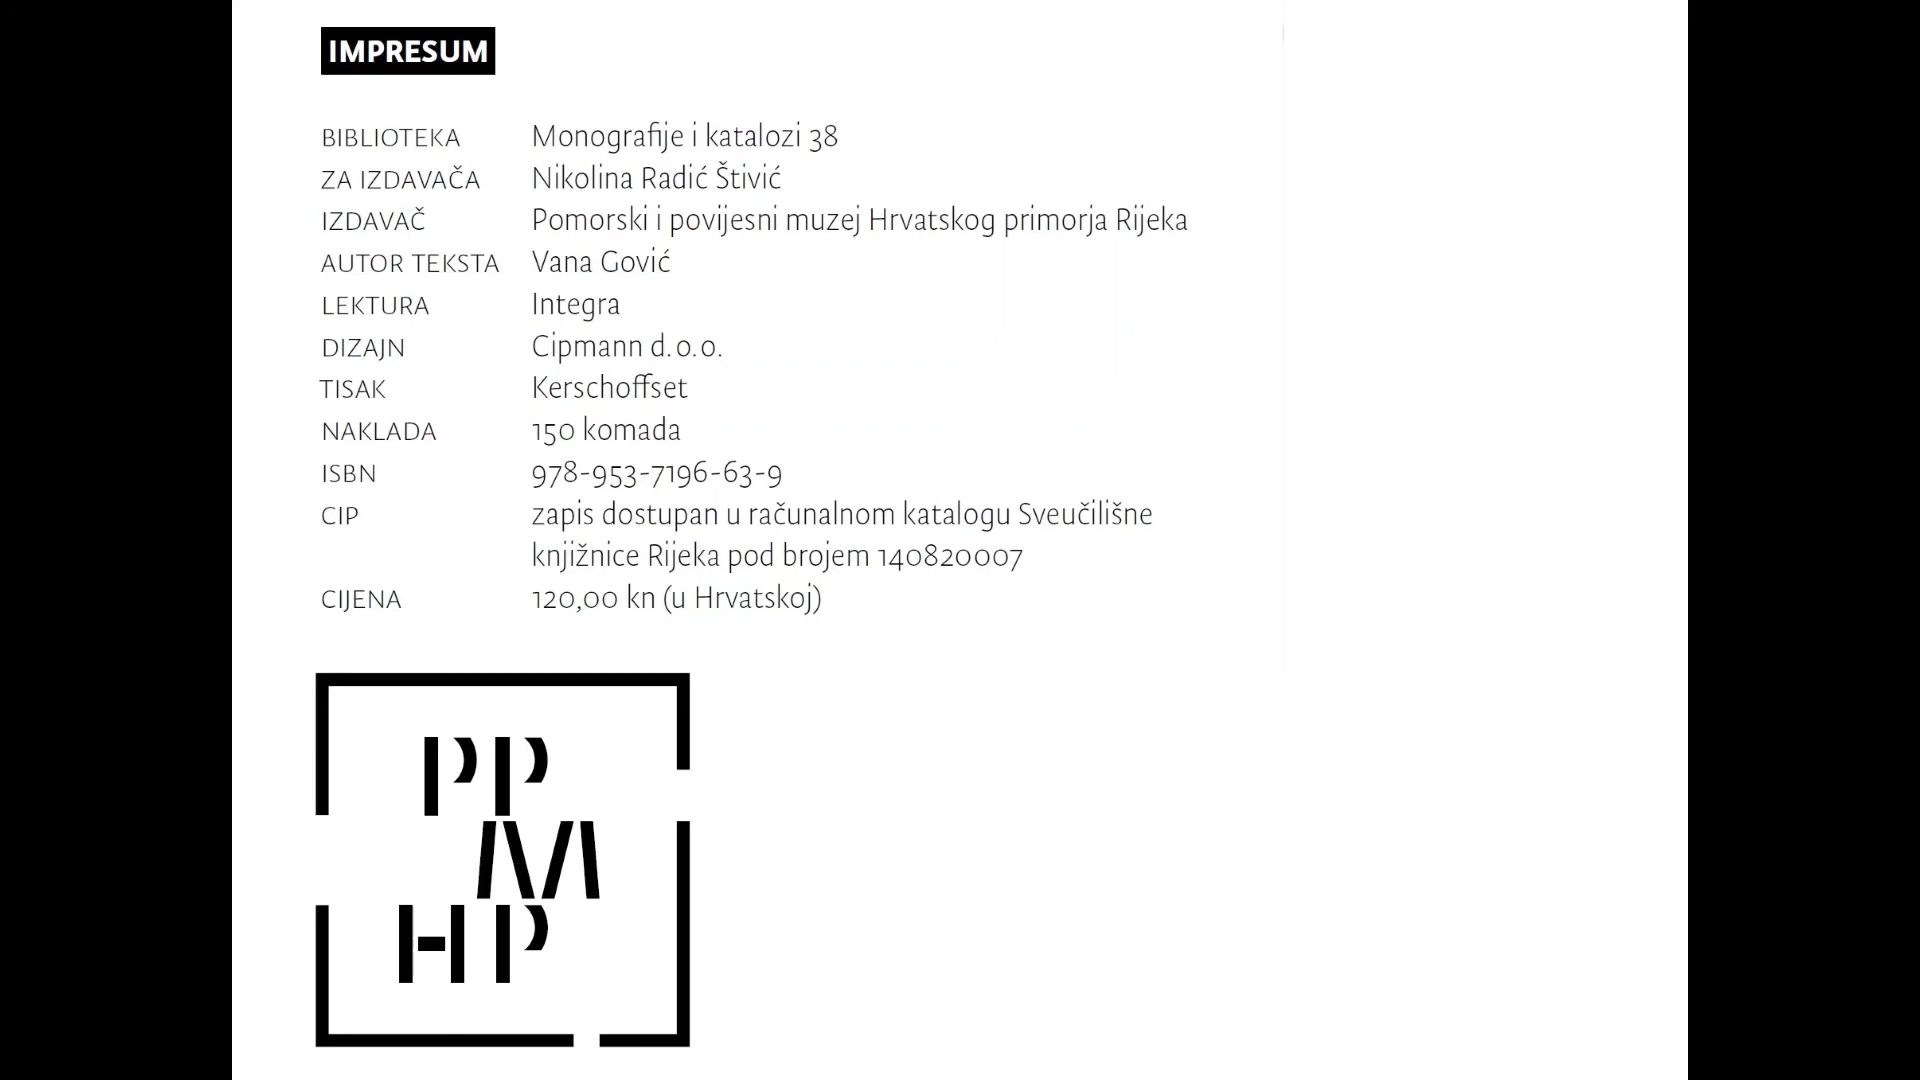 IMPRESUM
BIBLIOTEKA Monografije i katalozi 38
ZA IZDAVAČA Nikolina Radić Štivić
IZDAVAČ Pomorski i povijesni muzej Hrvatskog primorja Rijeka
AUTOR TEKSTA Vana Gović
LEKTURA Integra
DIZAJN Cipmann d.o.o.
TISAK Kerschoffset
NAKLADA 150 komada
ISBN 978-953-7196-63-9
CIP zapis dostupan u računalnom katalogu Sveučilišne
knjižnice Rijeka pod brojem 140820007
CIJENA 120,00 kn (u Hrvatskoj)
PP
M
HP